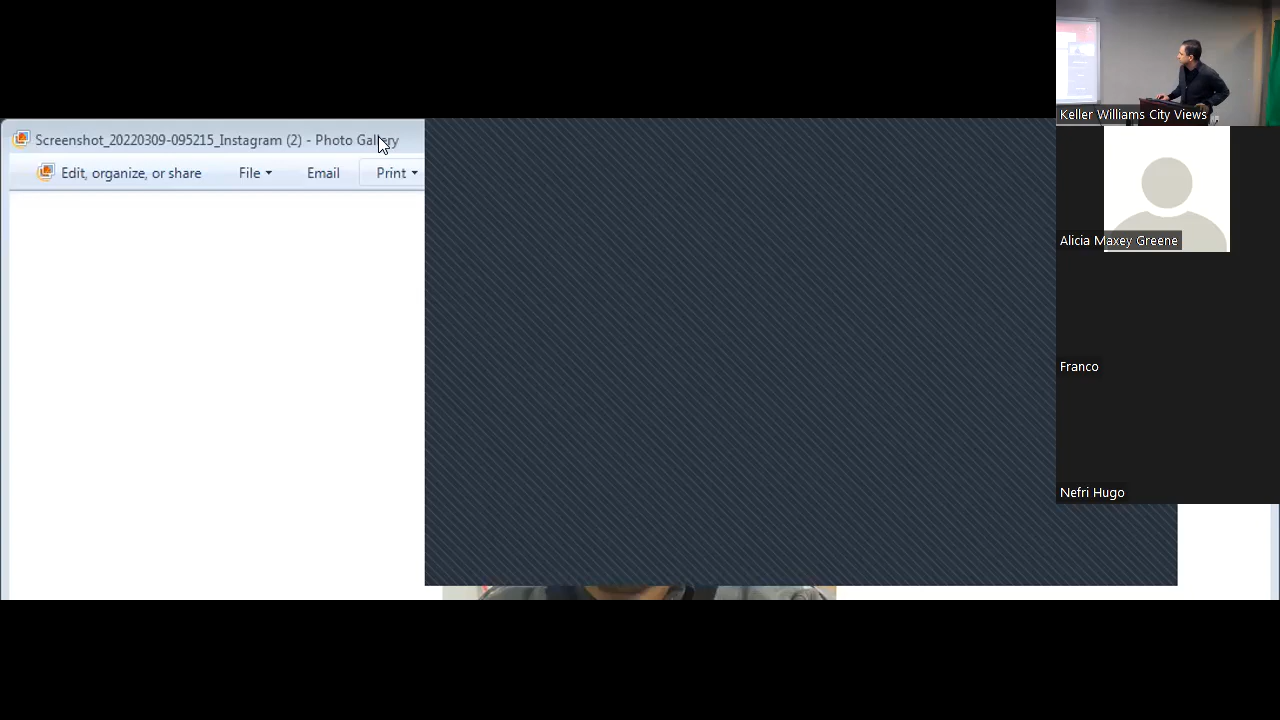 Keller Williams City Views
Screenshot_20220309-095215_Instagram (2) - Photo Gallery
Edit, organize, or share File Email Print
Alicia Maxey Greene
Franco
Nefri Hugo